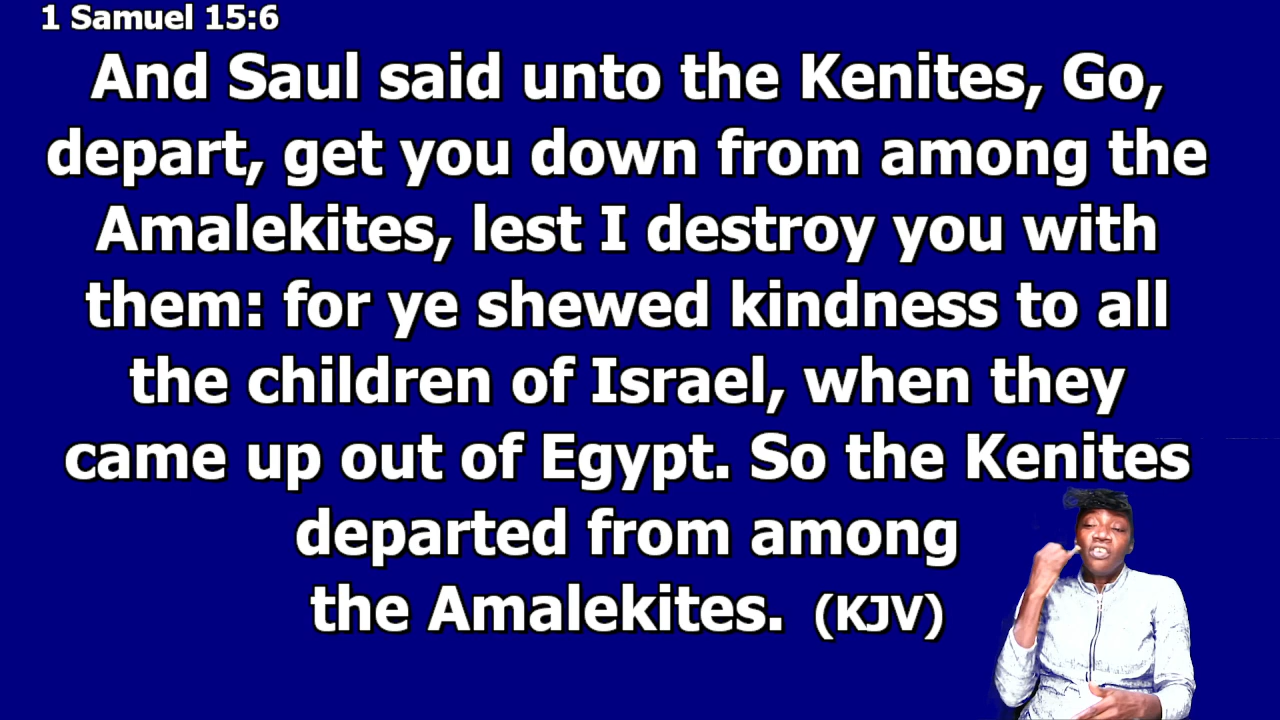 1 Samuel 15:6
And Saul said unto the Kenites, Go,
depart, get you down from among the
Amalekites, lest I destroy you with
them: for ye shewed kindness to all
the children of Israel, when they
came up out of Egypt. So the Kenites
departed from among
the Amalekites. (KJV)